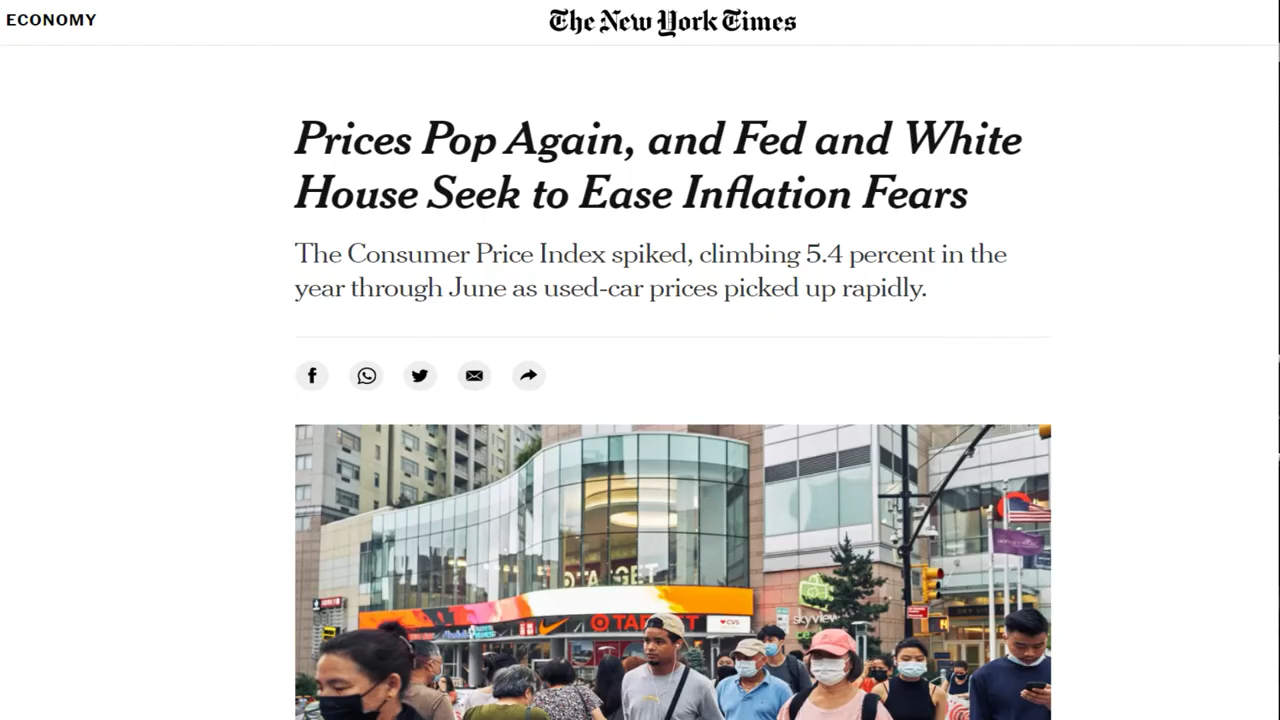 ECONOMY
The New York Times
Prices Pop Again, and Fed and White
House Seek to Ease Inflation Fears
The Consumer Price Index spiked, climbing 5.4 percent in the
year through June as used-car prices picked up rapidly.
TARGET
TARGET
CVS
skyview